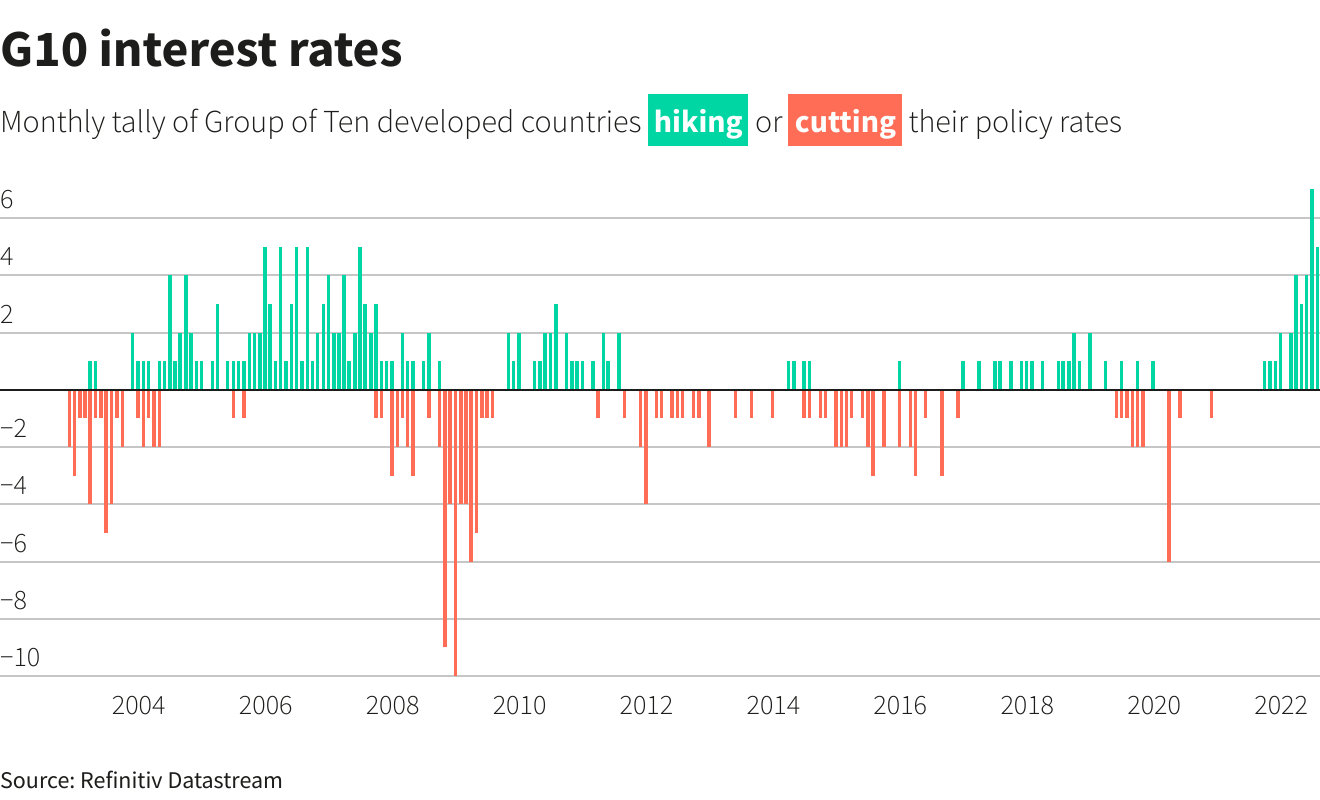 G10 interest rates
Monthly tally of Group of Ten developed countries hiking or cutting their policy rates
6
4
2
−2
−4
−6
−8
−10
2004 2006 2008 2010 2012 2014 2016 2018 2020 2022
Source: Refinitiv Datastream